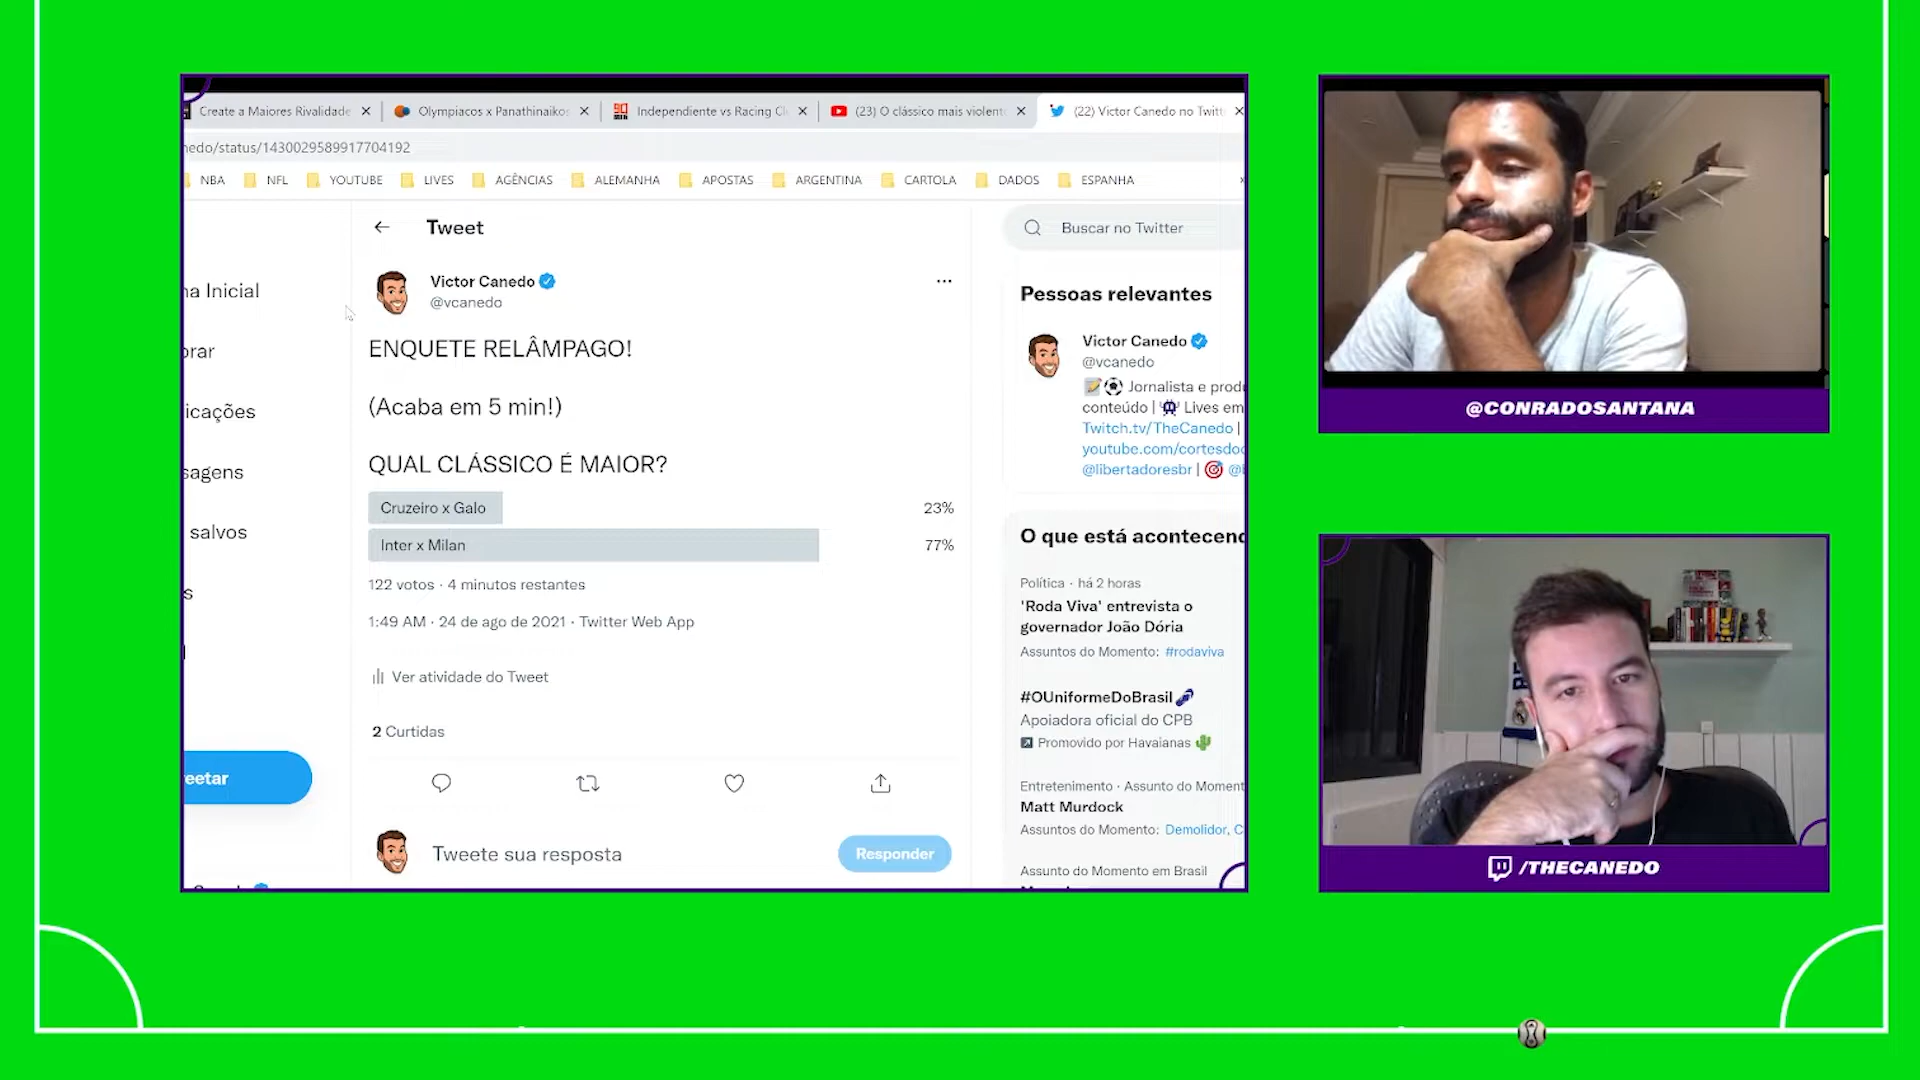 Create a Maiores Rivalidade
Olympiacos x Panathinaikos
Independiente vs Racing Cl
(23) O clássico mais violent
(22) Victor Canedo no Twitt
nedo/status/1430029589917704192
NBA
NFL
YOUTUBE
LIVES
AGÊNCIAS
ALEMANHA
APOSTAS
ARGENTINA
CARTOLA
DADOS
ESPANHA
na Inicial
orar
icações
sagens
salvos
s
eetar
Tweet
Victor Canedo
@vcanedo
ENQUETE RELÂMPAGO!
(Acaba em 5 min!)
QUAL CLÁSSICO É MAIOR?
Cruzeiro x Galo 23%
Inter x Milan 77%
122 votos · 4 minutos restantes
1:49 AM · 24 de ago de 2021 · Twitter Web App
Ver atividade do Tweet
2 Curtidas
Tweete sua resposta
Responder
Buscar no Twitter
Pessoas relevantes
Victor Canedo
@vcanedo
Jornalista e prod
conteúdo | Lives em
Twitch.tv/TheCanedo |
youtube.com/cortesdo
@libertadoresbr |
O que está acontecend
Política · há 2 horas
'Roda Viva' entrevista o
governador João Dória
Assuntos do Momento: #rodaviva
#OUniformeDoBrasil
Apoiadora oficial do CPB
Promovido por Havaianas
Entretenimento · Assunto do Moment
Matt Murdock
Assuntos do Momento: Demolidor, C
Assunto do Momento em Brasil
@CONRADOSANTANA
/THECANEDO